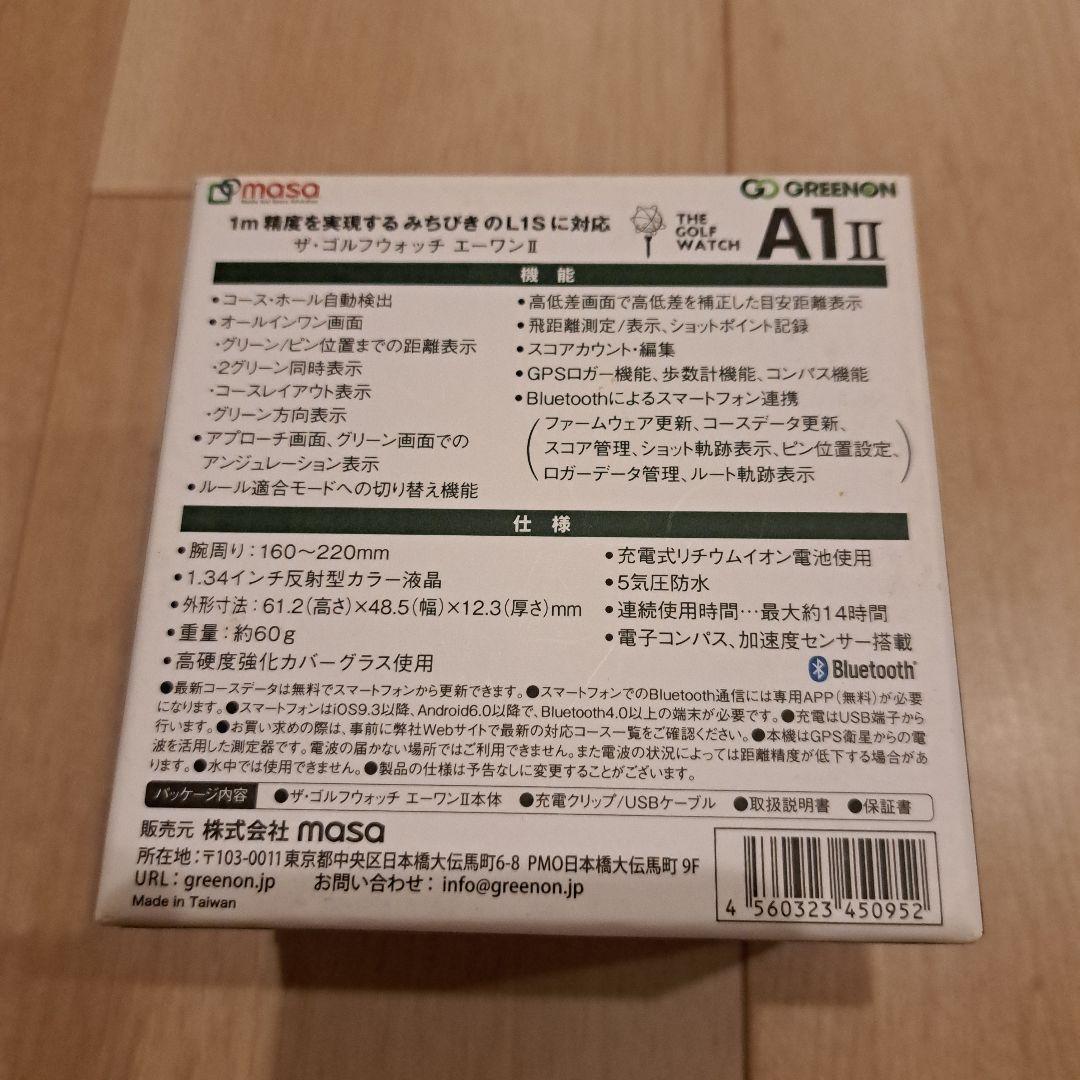 masa
GREENON
1m 精度を実現する みちびき のL1S に対応
ザ・ゴルフウォッチ エーワンⅡ
THE
GOLF
WATCH
A1Ⅱ
機 能
•コース・ホール自動検出
•オールインワン画面
・グリーン/ピン位置までの距離表示
・2グリーン同時表示
・コースレイアウト表示
・グリーン方向表示
•アプローチ画面、グリーン画面での
アンジュレーション表示
•ルール適合モードへの切り替え機能
•高低差画面で高低差を補正した目安距離表示
•飛距離測定/表示、ショットポイント記録
•スコアカウント・編集
•GPSロガー機能、歩数計機能、コンパス機能
•Bluetoothによるスマートフォン連携
(ファームウェア更新、コースデータ更新、
スコア管理、ショット軌跡表示、ピン位置設定、
ロガーデータ管理、ルート軌跡表示)
仕 様
•腕周り：160〜220mm
•1.34インチ反射型カラー液晶
•外形寸法：61.2(高さ)×48.5(幅)×12.3(厚さ)mm
•重量：約60g
•高硬度強化カバーグラス使用
•充電式リチウムイオン電池使用
•5気圧防水
•連続使用時間…最大約14時間
•電子コンパス、加速度センサー搭載
Bluetooth®
●最新コースデータは無料でスマートフォンから更新できます。●スマートフォンでのBluetooth通信には専用APP(無料)が必要
になります。●スマートフォンはiOS9.3以降、Android6.0以降で、Bluetooth4.0以上の端末が必要です。●充電はUSB端子から
行います。●お買い求めの際は、事前に弊社Webサイトで最新の対応コース一覧をご確認ください。●本機はGPS衛星からの電
波を活用した測定器です。電波の届かない場所ではご利用できません。また電波の状況によっては距離精度が低下する場合があ
ります。●水中では使用できません。●製品の仕様は予告なしに変更することがございます。
パッケージ内容 ●ザ・ゴルフウォッチ エーワンⅡ本体 ●充電クリップ/USBケーブル ●取扱説明書 ●保証書
販売元 株式会社 masa
所在地：〒103-0011東京都中央区日本橋大伝馬町6-8 PMO日本橋大伝馬町 9F
URL：greenon.jp お問い合わせ：info@greenon.jp
Made in Taiwan
4 560323 450952